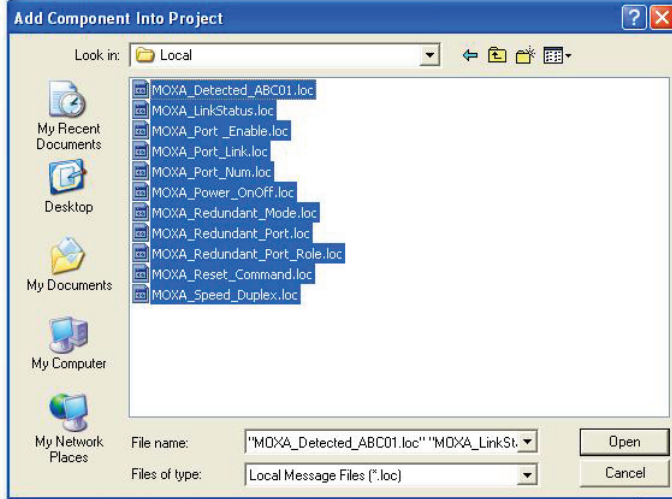 Add Component Into Project
Look in:
Local
MOXA_Detected_ABC01.loc
MOXA_LinkStatus.loc
MOXA_Port _Enable.loc
MOXA_Port_Link.loc
MOXA_Port_Num.loc
MOXA_Power_OnOff.loc
MOXA_Redundant_Mode.loc
MOXA_Redundant_Port.loc
MOXA_Redundant_Port_Role.loc
MOXA_Reset_Command.loc
MOXA_Speed_Duplex.loc
My Recent
Documents
Desktop
My Documents
My Computer
My Network
Places
File name:
"MOXA_Detected_ABC01.loc" "MOXA_LinkSt
Open
Files of type:
Local Message Files (*.loc)
Cancel